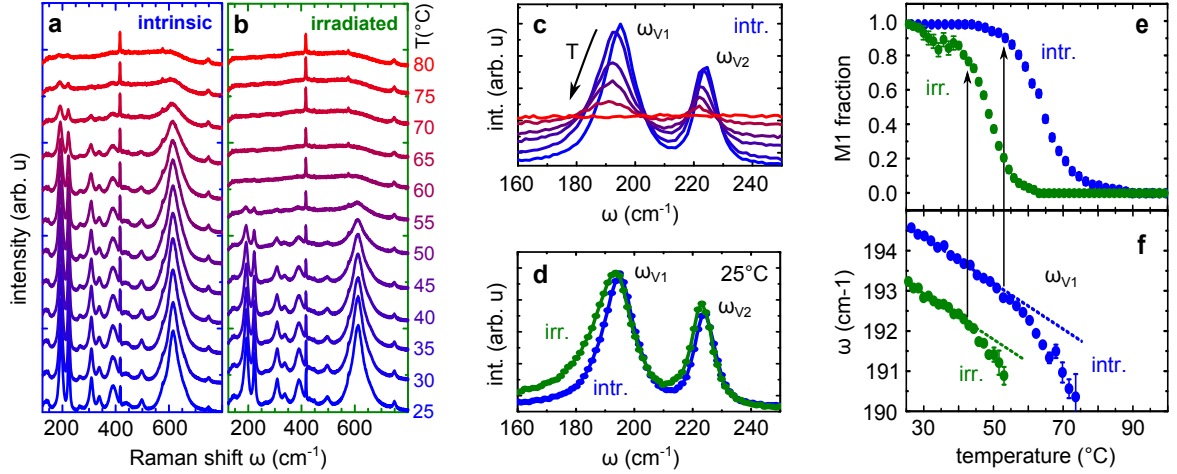 a intrinsic
b irradiated
T(°C)
80
75
70
65
60
55
50
45
40
35
30
25
intensity (arb. u)
200 400 600
200 400 600
Raman shift ω (cm-1)
c
intr.
T
ωV1
ωV2
int. (arb. u)
160 180 200 220 240
ω (cm-1)
d
25°C
ωV1
ωV2
irr.
intr.
int. (arb. u)
160 180 200 220 240
ω (cm-1)
e
intr.
irr.
M1 fraction
1.0
0.8
0.6
0.4
0.2
0.0
f
ωV1
irr.
intr.
ω (cm-1)
194
193
192
191
190
30 40 50 60 70 80 90
temperature (°C)